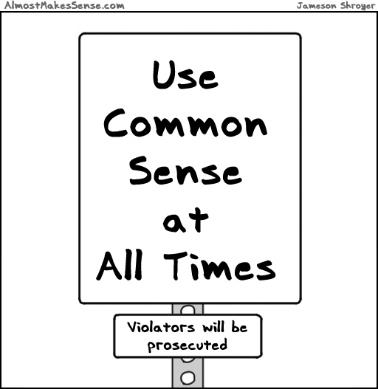 AlmostMakesSense.com
Jameson Shroyer
Use
Common
Sense
at
All Times
Violators will be
prosecuted